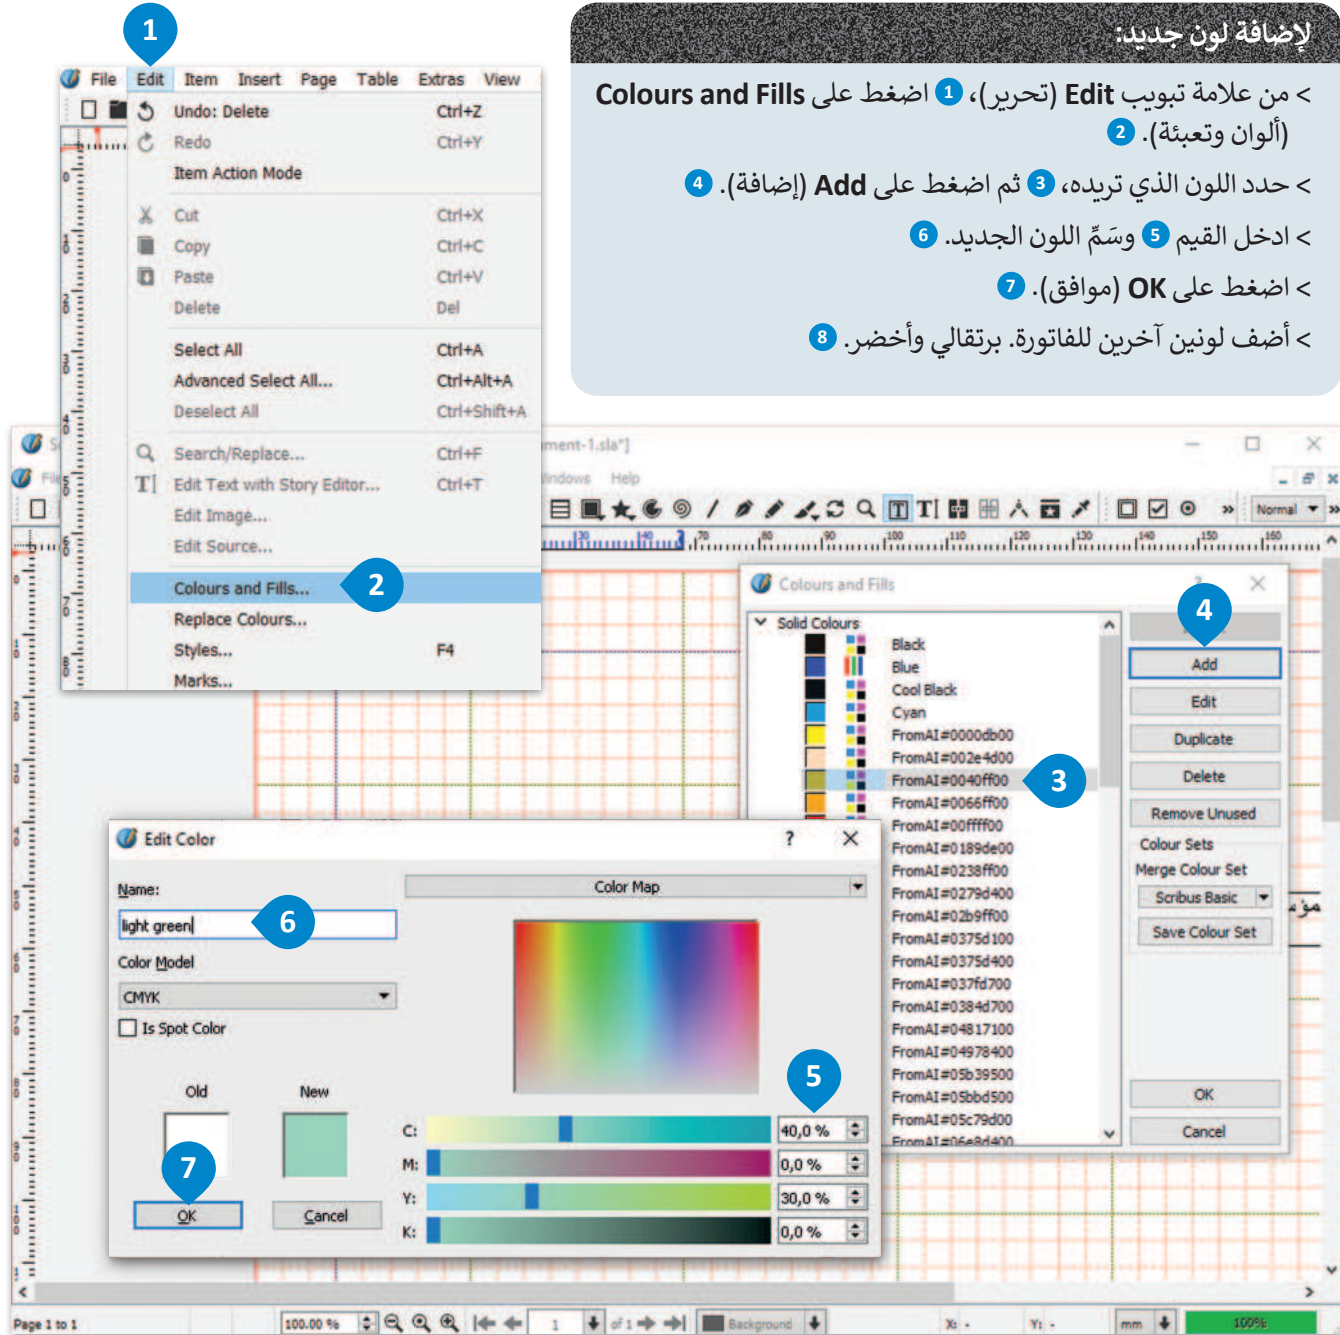 لإضافة لون جديد:
> من علامة تبويب Edit (تحرير)، 1 اضغط على Colours and Fills
(ألوان وتعبئة). 2
> حدد اللون الذي تريده، 3 ثم اضغط على Add (إضافة). 4
> ادخل القيم 5 وسَمِّ اللون الجديد. 6
> اضغط على OK (موافق). 7
> أضف لونين آخرين للفاتورة. برتقالي وأخضر. 8
1
File Edit Item Insert Page Table Extras View
Undo: Delete Ctrl+Z
Redo Ctrl+Y
Item Action Mode
Cut Ctrl+X
Copy Ctrl+C
Paste Ctrl+V
Delete Del
Select All Ctrl+A
Advanced Select All... Ctrl+Alt+A
Deselect All Ctrl+Shift+A
Search/Replace... Ctrl+F
Edit Text with Story Editor... Ctrl+T
Edit Image...
Edit Source...
Colours and Fills... 2
Replace Colours...
Styles... F4
Marks...
ment-1.sla*]
Windows Help
Normal
Colours and Fills
4
Solid Colours
Black
Blue
Cool Black
Cyan
FromAI#0000db00
FromAI#002e4d00
FromAI#0040ff00 3
FromAI#0066ff00
FromAI#00ffff00
FromAI#0189de00
FromAI#0238ff00
FromAI#0279d400
FromAI#02b9ff00
FromAI#0375d100
FromAI#0375d400
FromAI#037fd700
FromAI#0384d700
FromAI#04817100
FromAI#04978400
FromAI#05b39500
FromAI#05bbd500
FromAI#05c79d00
FromAI#06e8d400
Add
Edit
Duplicate
Delete
Remove Unused
Colour Sets
Merge Colour Set
Scribus Basic
Save Colour Set
OK
Cancel
Edit Color ?
Name:
light green 6
Color Model
CMYK
Is Spot Color
Old New
7
OK Cancel
Color Map
5
C: 40,0 %
M: 0,0 %
Y: 30,0 %
K: 0,0 %
Page 1 to 1 100.00 % 1 of 1 Background X: - Y: - mm 100%